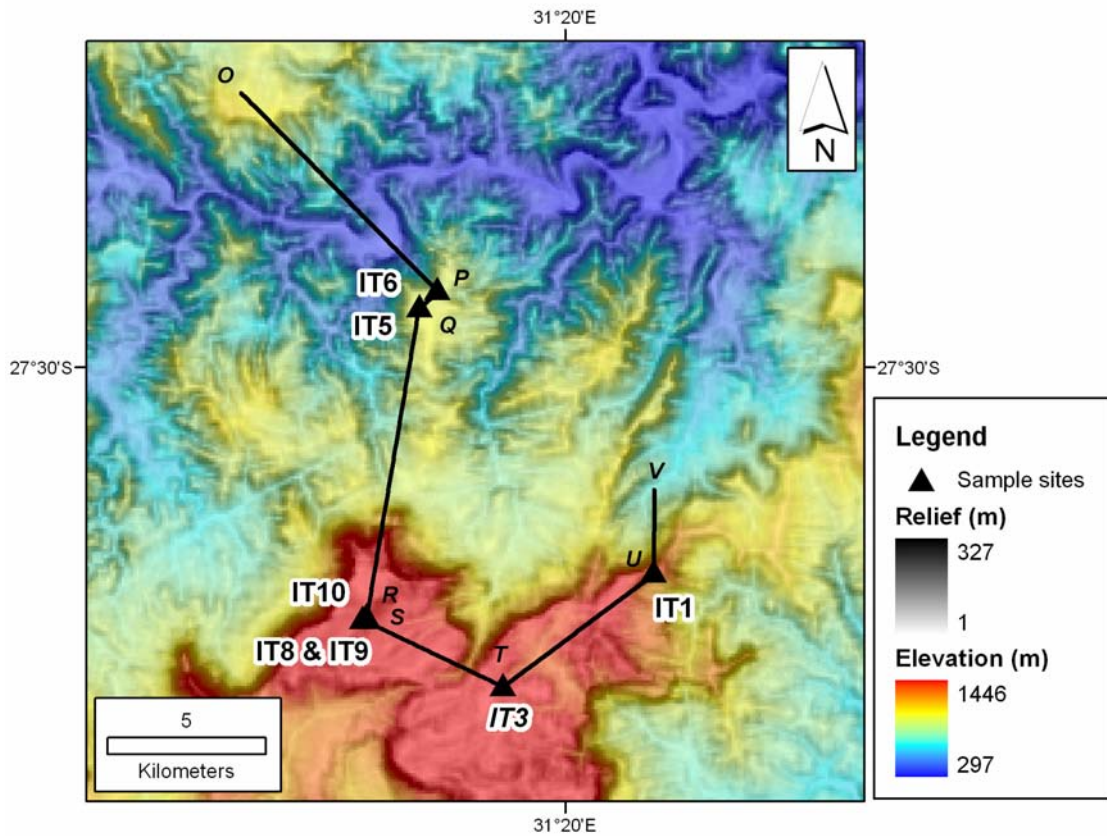 31°20'E
O
N
IT6
P
IT5
Q
27°30'S
27°30'S
V
U
IT10
R
S
IT1
IT8 & IT9
T
IT3
5
Kilometers
31°20'E
Legend
Sample sites
Relief (m)
327
1
Elevation (m)
1446
297